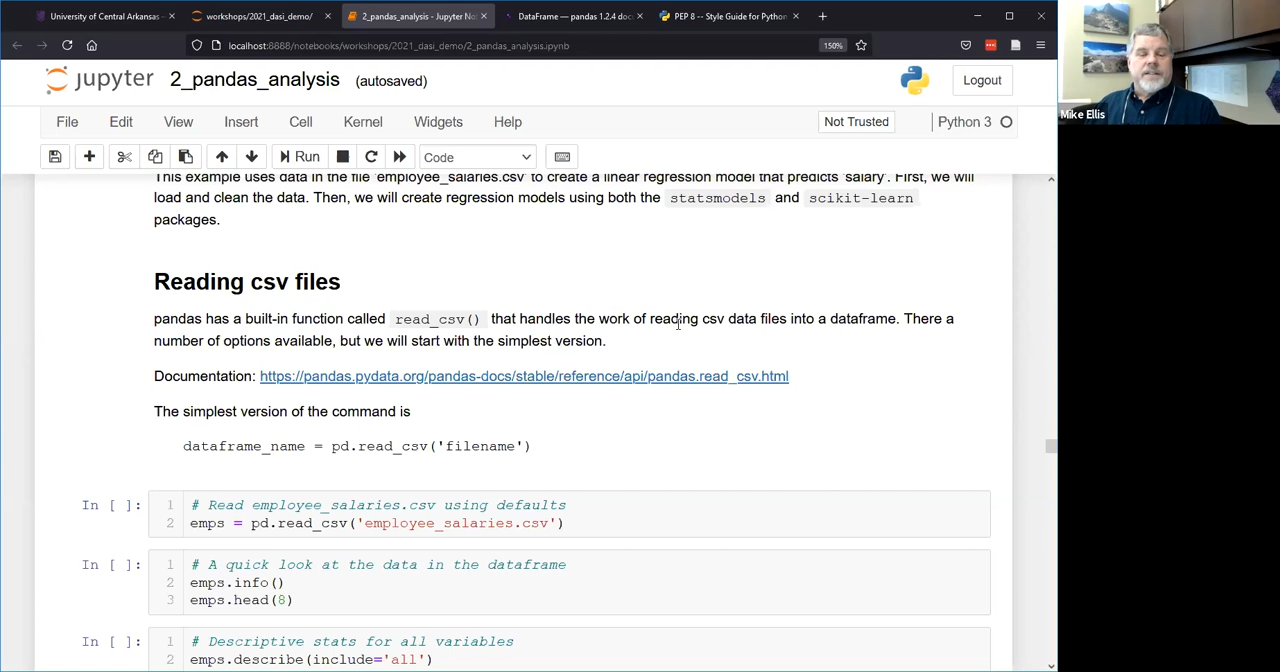 University of Central Arkansas
workshops/2021_dasi_demo/
2_pandas_analysis - Jupyter No
DataFrame — pandas 1.2.4 doc
PEP 8 -- Style Guide for Python
localhost:8888/notebooks/workshops/2021_dasi_demo/2_pandas_analysis.ipynb
150%
jupyter 2_pandas_analysis (autosaved)
Logout
File Edit View Insert Cell Kernel Widgets Help
Not Trusted
Python 3
Run
Code
Mike Ellis
This example uses data in the file 'employee_salaries.csv' to create a linear regression model that predicts 'salary'. First, we will
load and clean the data. Then, we will create regression models using both the statsmodels and scikit-learn
packages.
Reading csv files
pandas has a built-in function called read_csv() that handles the work of reading csv data files into a dataframe. There a
number of options available, but we will start with the simplest version.
Documentation: https://pandas.pydata.org/pandas-docs/stable/reference/api/pandas.read_csv.html
The simplest version of the command is
dataframe_name = pd.read_csv('filename')
In [ ]:
1 # Read employee_salaries.csv using defaults
2 emps = pd.read_csv('employee_salaries.csv')
In [ ]:
1 # A quick look at the data in the dataframe
2 emps.info()
3 emps.head(8)
In [ ]:
1 # Descriptive stats for all variables
2 emps.describe(include='all')